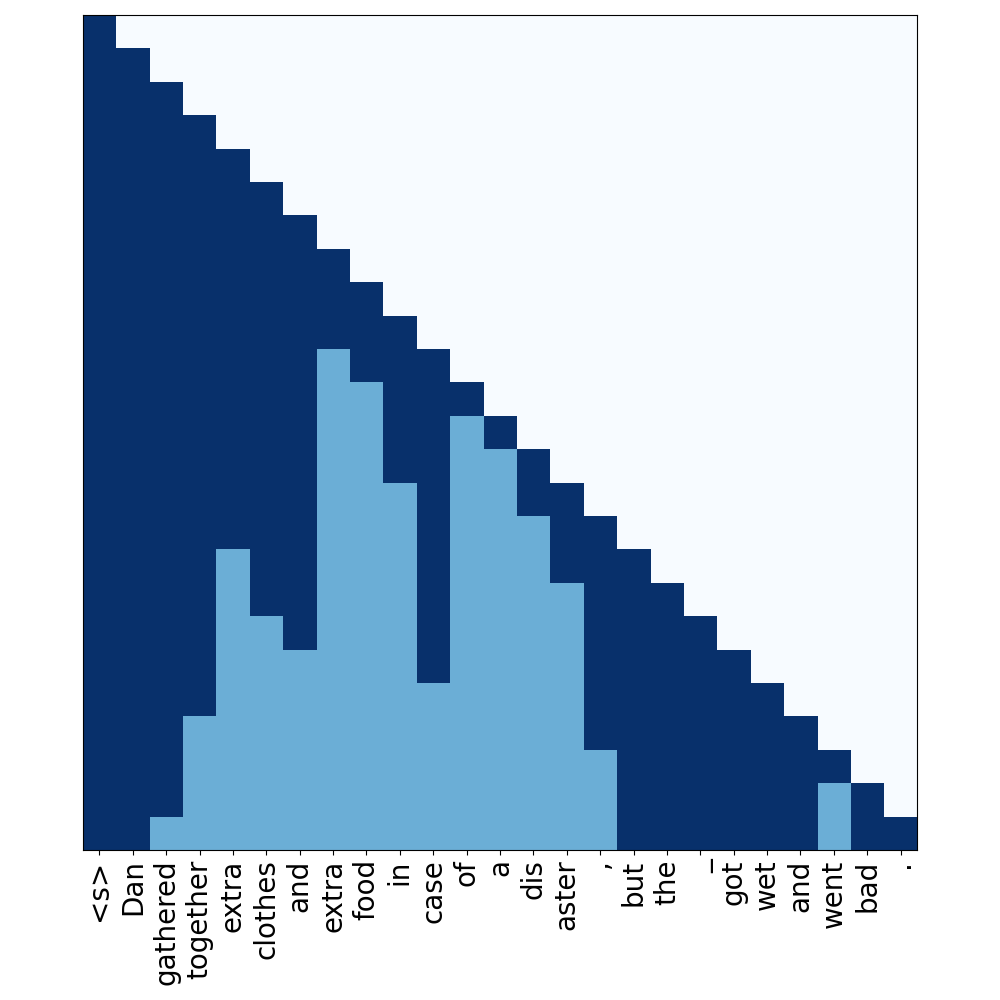 <s> Dan gathered together extra clothes and extra food in case of a dis aster , but the _ got wet and went bad .